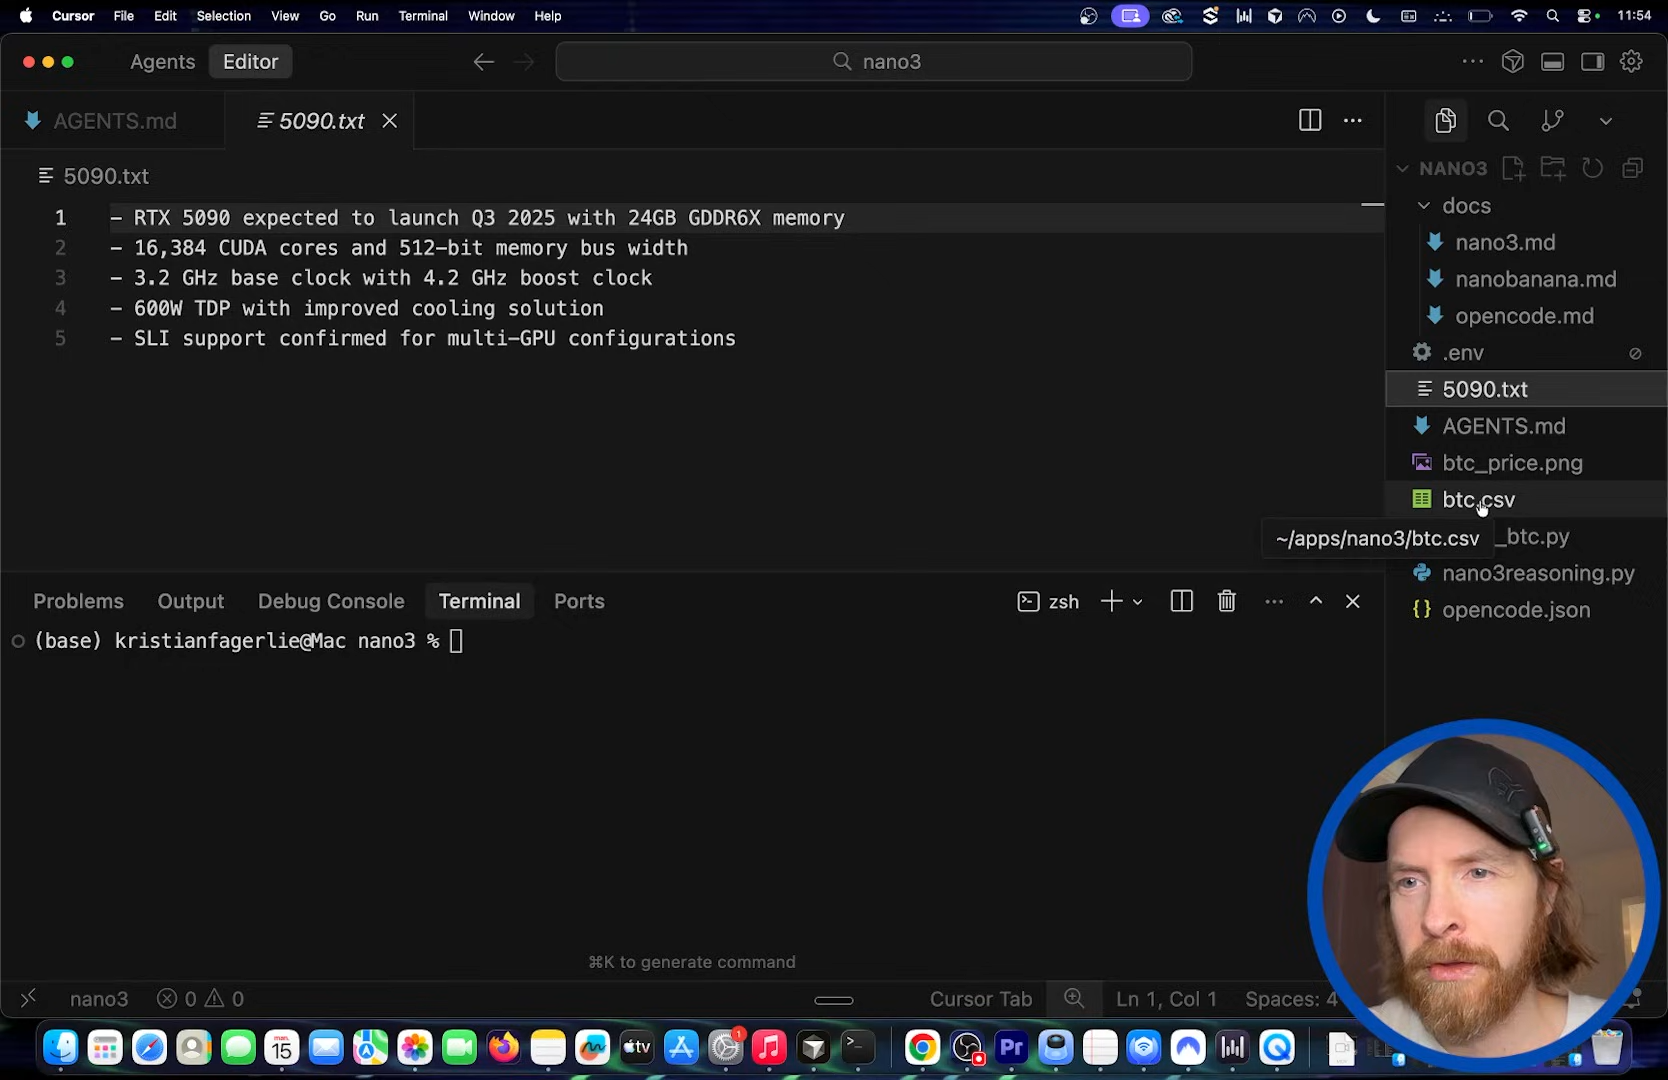 Cursor File Edit Selection View Go Run Terminal Window Help 11:54
Agents Editor nano3
AGENTS.md 5090.txt
5090.txt
1 - RTX 5090 expected to launch Q3 2025 with 24GB GDDR6X memory
2 - 16,384 CUDA cores and 512-bit memory bus width
3 - 3.2 GHz base clock with 4.2 GHz boost clock
4 - 600W TDP with improved cooling solution
5 - SLI support confirmed for multi-GPU configurations
NANO3
docs
nano3.md
nanobanana.md
opencode.md
.env
5090.txt
AGENTS.md
btc_price.png
btc.csv
~/apps/nano3/btc.csv
_btc.py
nano3reasoning.py
{} opencode.json
Problems Output Debug Console Terminal Ports zsh
(base) kristianfagerlie@Mac nano3 %
⌘K to generate command
nano3 0 0 Cursor Tab Ln 1, Col 1 Spaces: 4
15
tv
1
Pr